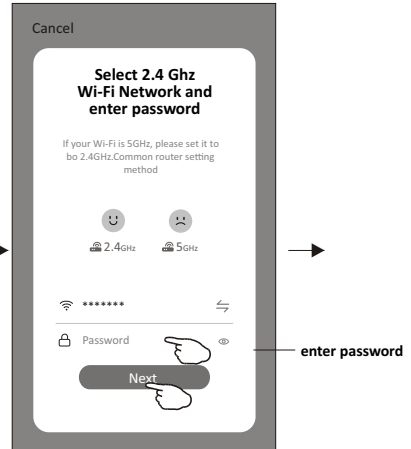 Cancel
Select 2.4 Ghz
Wi-Fi Network and
enter password
If your Wi-Fi is 5GHz, please set it to
bo 2.4GHz.Common router setting
method
2.4GHz
5GHz
*******
Password
enter password
Next